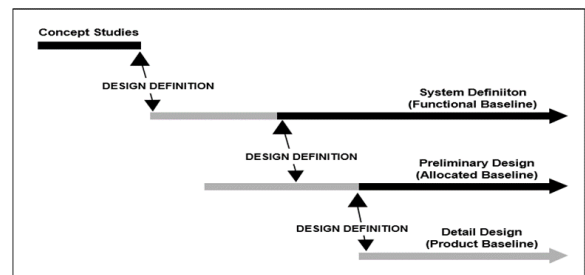 Concept Studies
DESIGN DEFINITION
System Definiiton
(Functional Baseline)
DESIGN DEFINITION
Preliminary Design
(Allocated Baseline)
DESIGN DEFINITION
Detail Design
(Product Baseline)